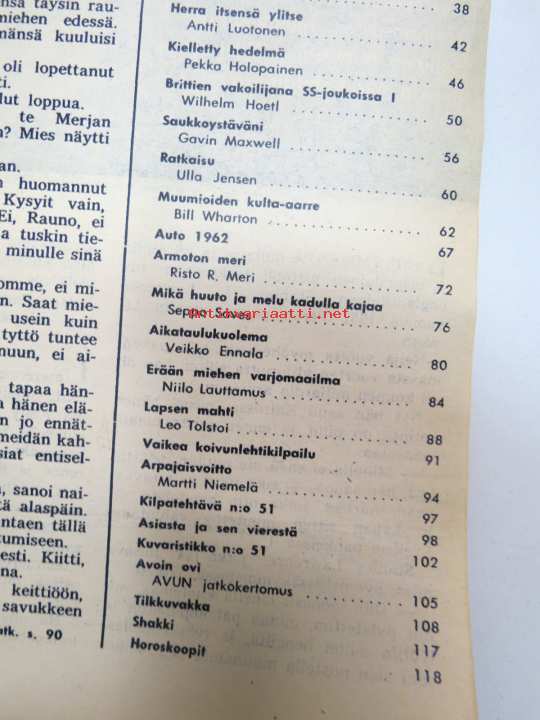 nsä täysin rau-
miehen edessä.
mänsä kuuluisi
oli lopettanut
ti.
lut loppua.
te Merjan
n? Mies näytti
an.
n huomannut
Kysyit vain,
Ei, Rauno, ei
a tuskin tie-
minulle sinä
omme, ei mi-
n. Saat mie-
usein kuin
tyttö tuntee
muun, ei ai-
tapaa hän-
a hänen elä-
n jo ennät-
meidän kah-
siat entisel-
, sanoi nai-
ä alaspäin.
ntaen tällä
tumiseen.
esti. Kiitti,
na.
keittiöön,
savukkeen
atk. s. 90
38
Herra itsensä ylitse
Antti Luotonen 42
Kielletty hedelmä
Pekka Holopainen 46
Brittien vakoilijana SS-joukoissa I
Wilhelm Hoetl 50
Saukkoystäväni
Gavin Maxwell 56
Ratkaisu
Ulla Jensen 60
Muumioiden kulta-aarre
Bill Wharton 62
Auto 1962 67
Armoton meri
Risto R. Meri 72
Mikä huuto ja melu kadulla kajaa
Seppo Saves 76
Antikvariaatti.net
Aikataulukuolema
Veikko Ennala 80
Erään miehen varjomaailma
Niilo Lauttamus 84
Lapsen mahti
Leo Tolstoi 88
Vaikea koivunlehtikilpailu 91
Arpajaisvoitto
Martti Niemelä 94
Kilpatehtävä n:o 51 97
Asiasta ja sen vierestä 98
Kuvaristikko n:o 51 102
Avoin ovi
AVUN jatkokertomus 105
Tilkkuvakka 108
Shakki 117
Horoskoopit 118